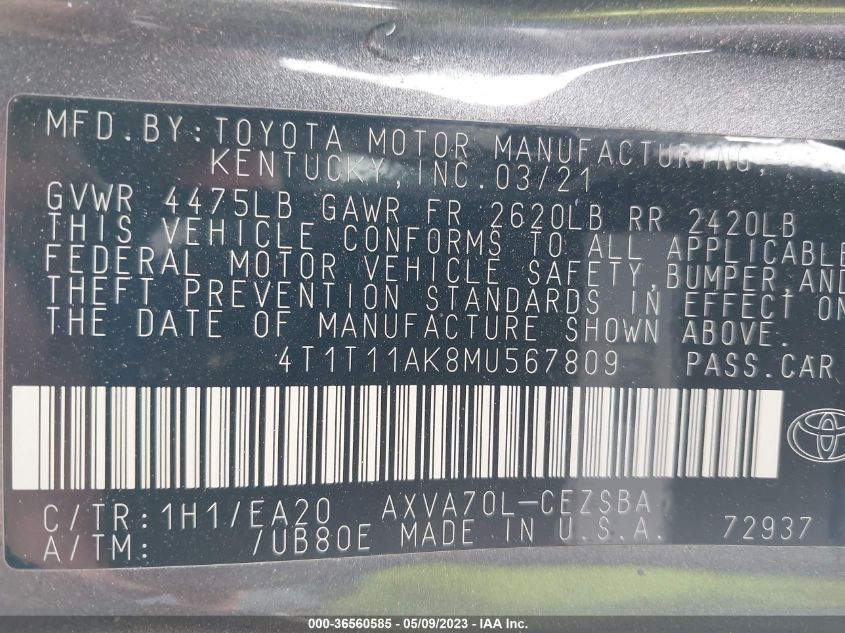 MFD.BY:TOYOTA MOTOR MANUFACTURING,
KENTUCKY,INC.03/21
GVWR 4475LB GAWR FR 2620LB RR 2420LB
THIS VEHICLE CONFORMS TO ALL APPLICABLE
FEDERAL MOTOR VEHICLE SAFETY,BUMPER,AND
THEFT PREVENTION STANDARDS IN EFFECT ON
THE DATE OF MANUFACTURE SHOWN ABOVE.
4T1T11AK8MU567809 PASS.CAR
C/TR:1H1/EA20 AXVA70L-CEZSBA
A/TM: /UB80E MADE IN U.S.A. 72937
000-36560585 - 05/09/2023 - IAAI.com